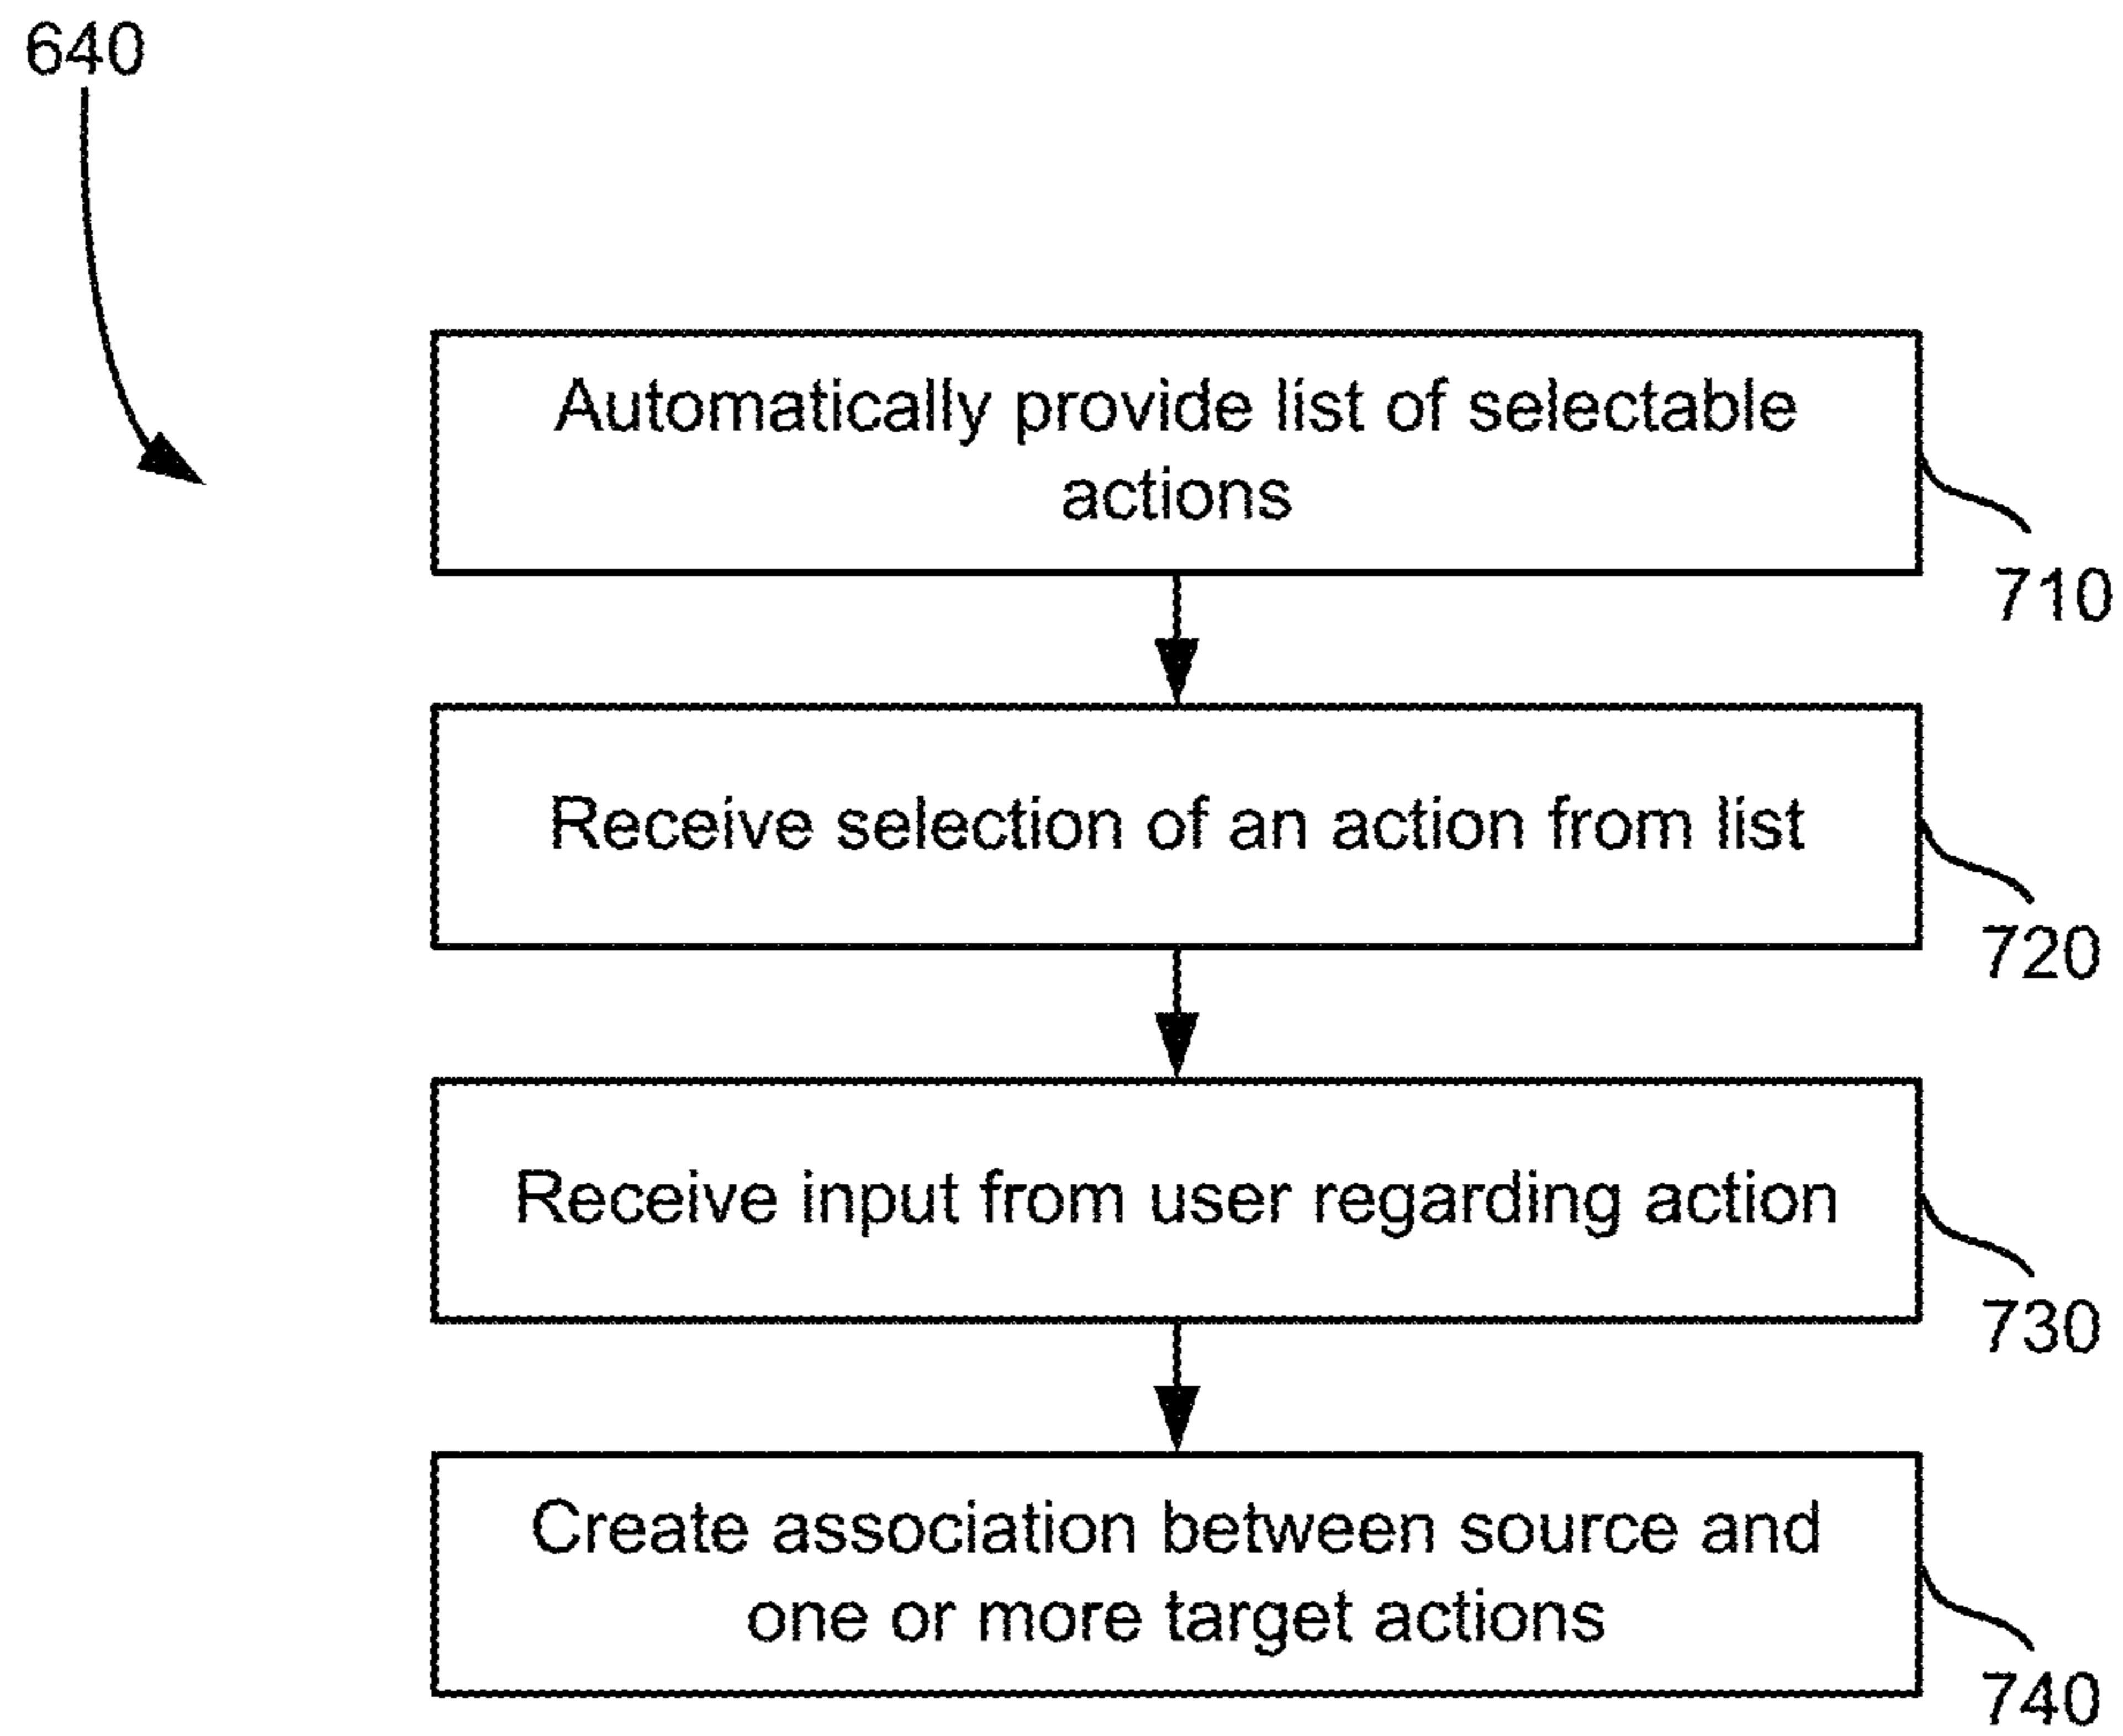 640
Automatically provide list of selectable
actions
710
Receive selection of an action from list
720
Receive input from user regarding action
730
Create association between source and
one or more target actions
740